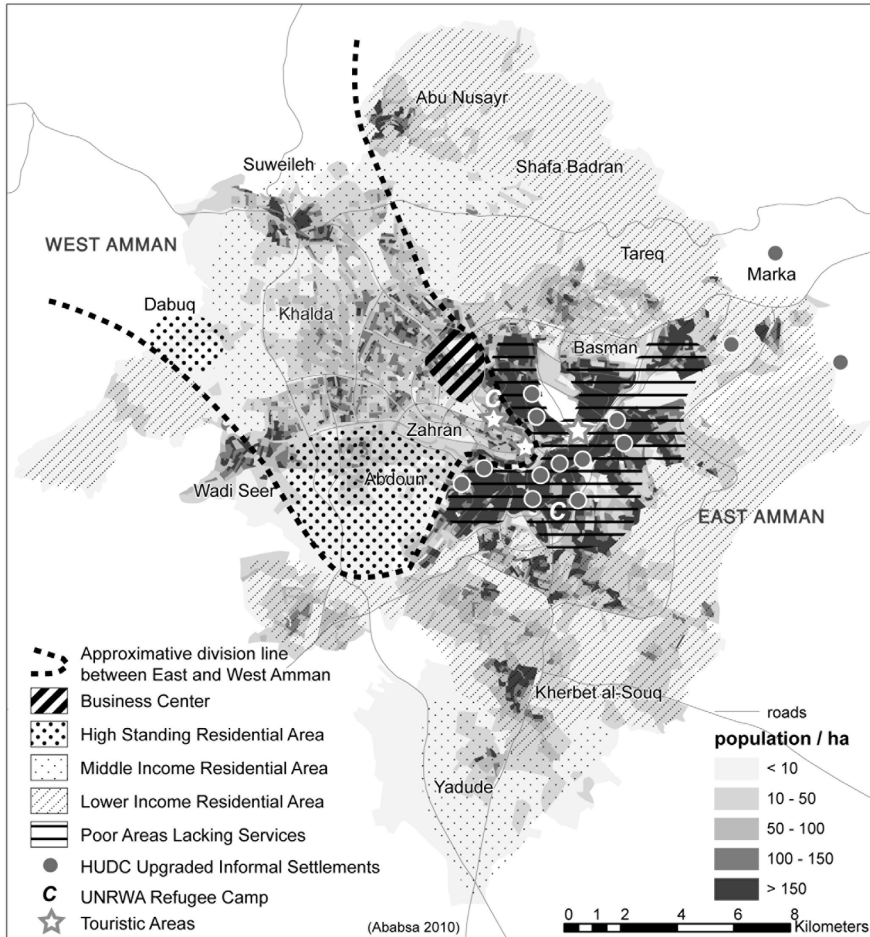 Abu Nusayr
Suweileh
Shafa Badran
WEST AMMAN
Tareq
Marka
Dabuq
Khalda
Basman
C
Zahran
Abdoun
Wadi Seer
C
EAST AMMAN
Kherbet al-Souq
Yadude
Approximative division line
between East and West Amman
Business Center
High Standing Residential Area
Middle Income Residential Area
Lower Income Residential Area
Poor Areas Lacking Services
HUDC Upgraded Informal Settlements
C UNRWA Refugee Camp
Touristic Areas
(Ababsa 2010)
roads
population / ha
< 10
10 - 50
50 - 100
100 - 150
> 150
0 1 2 4 6 8
Kilometers